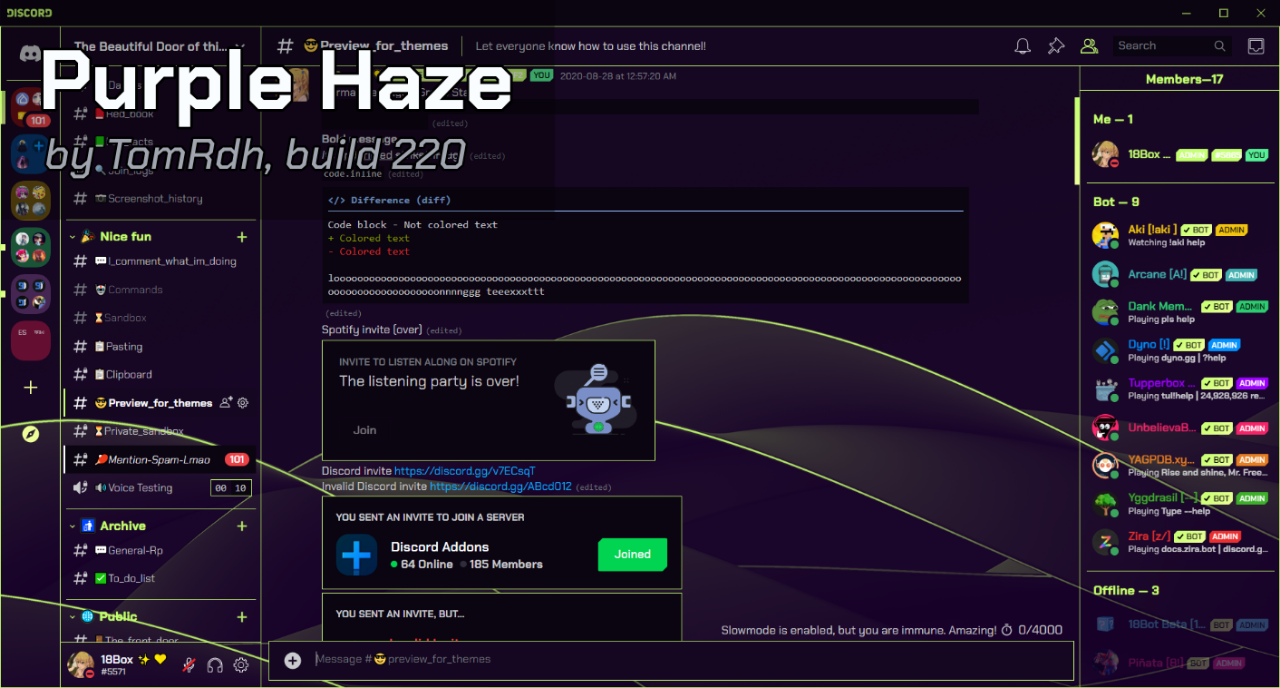 DISCORD
The Beautiful Door of thi...
Preview_for_themes
Let everyone know how to use this channel!
Search
Purple Haze
by TomRdh, build 220
101
Red_book
Join_logs
Screenshot_history
Nice fun
I_comment_what_im_doing
Commands
Sandbox
Pasting
Clipboard
Preview_for_themes
Private_sandbox
Mention-Spam-Lmao
101
Voice Testing
00 10
Archive
General-Rp
To_do_list
Public
The_front_door
18Box
#5571
YOU 2020-08-28 at 12:57:20 AM
(edited)
(edited)
code.inline (edited)
</> Difference (diff)
Code block - Not colored text
+ Colored text
- Colored text
(edited)
Spotify invite [over] (edited)
INVITE TO LISTEN ALONG ON SPOTIFY
The listening party is over!
Join
Discord invite https://discord.gg/v7ECsqT
Invalid Discord invite https://discord.gg/ABcd012 (edited)
YOU SENT AN INVITE TO JOIN A SERVER
Discord Addons
64 Online 185 Members
Joined
YOU SENT AN INVITE, BUT...
Slowmode is enabled, but you are immune. Amazing! 0/4000
Message # preview_for_themes
Members—17
Me — 1
18Box ... ADMIN YOU
Bot — 9
Aki [!aki ] BOT ADMIN
Watching !aki help
Arcane [A!] BOT ADMIN
Dank Mem... BOT ADMIN
Playing pls help
Dyno [!] BOT ADMIN
Playing dyno.gg | ?help
Tupperbox ... BOT ADMIN
Playing tul!help | 24,928,926 re...
UnbelievaB... BOT ADMIN
YAGPDB.xy... BOT ADMIN
Playing Rise and shine, Mr. Free...
Yggdrasil [--] BOT ADMIN
Playing Type --help
Zira [z/] BOT ADMIN
Playing docs.zira.bot | discord.g...
Offline — 3
18Bot Beta [1... BOT ADMIN
Piñata [B!] BOT ADMIN